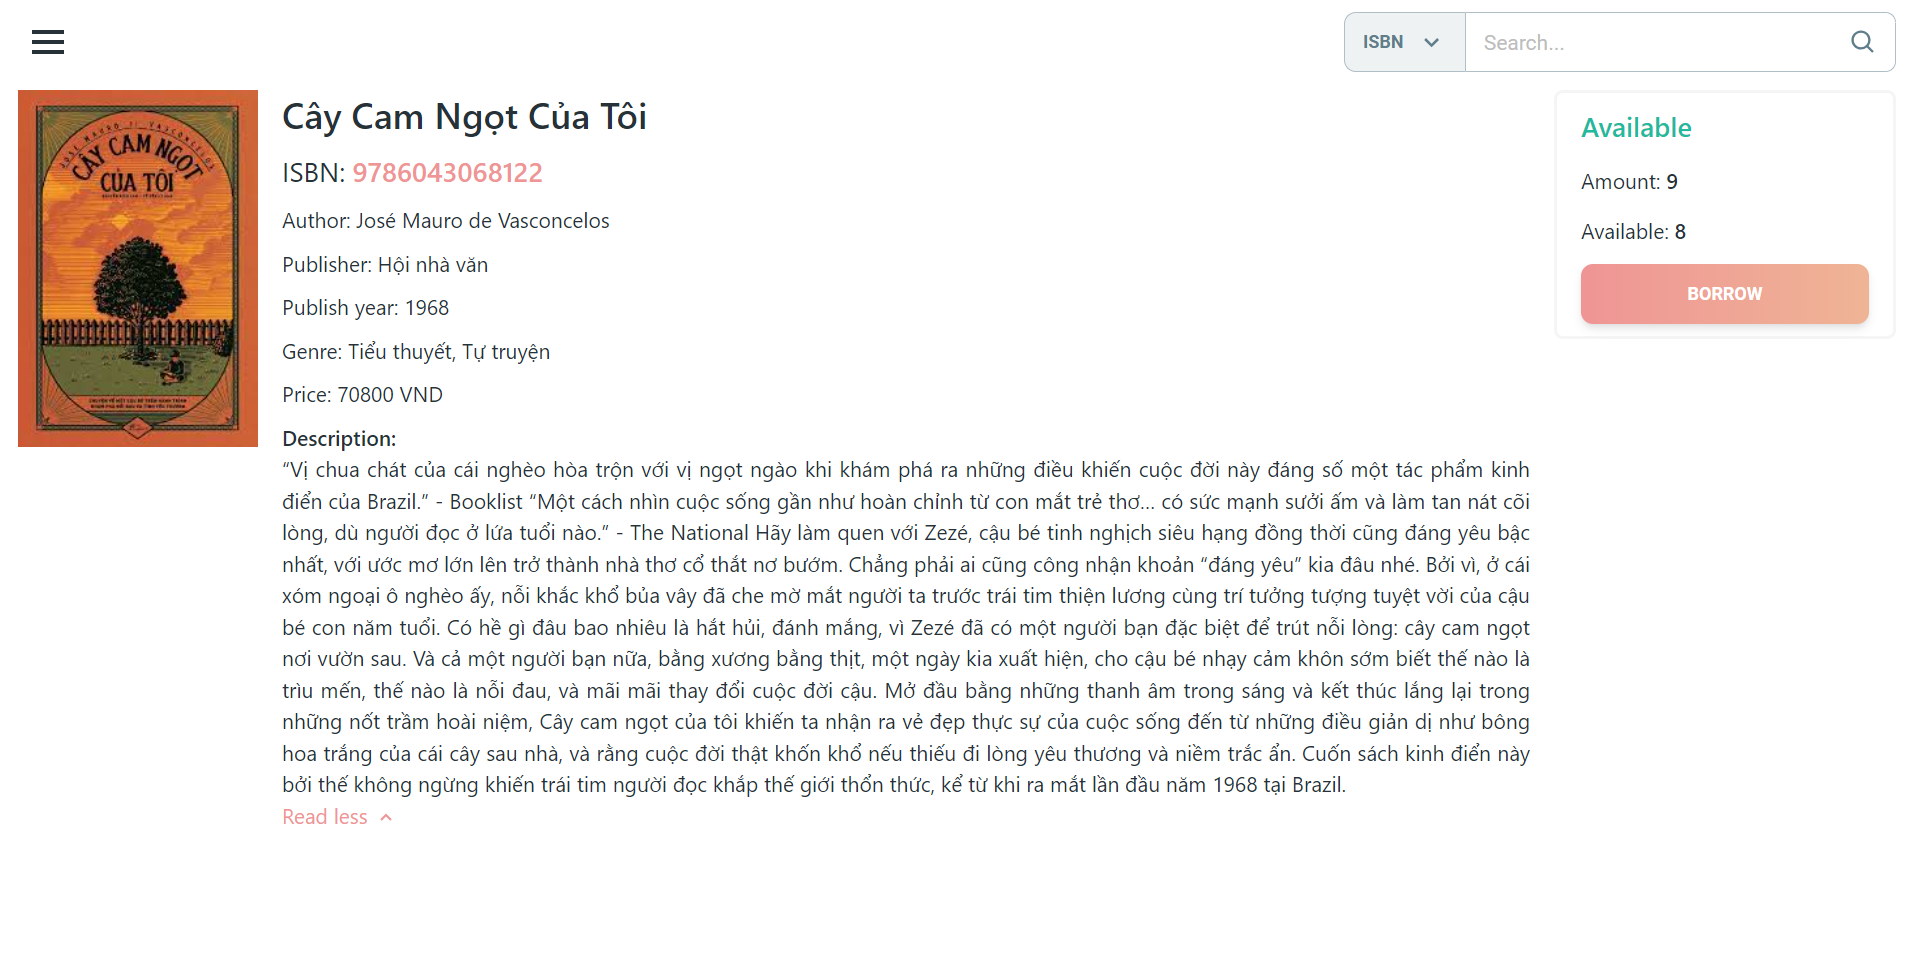 ISBN
Search...
JOSÉ MAURO DE VASCONCELOS
CÂY CAM NGỌT
CỦA TÔI
Cây Cam Ngọt Của Tôi
ISBN: 9786043068122
Author: José Mauro de Vasconcelos
Publisher: Hội nhà văn
Publish year: 1968
Genre: Tiểu thuyết, Tự truyện
Price: 70800 VND
Description:
“Vị chua chát của cái nghèo hòa trộn với vị ngọt ngào khi khám phá ra những điều khiến cuộc đời này đáng số một tác phẩm kinh
điển của Brazil.” - Booklist “Một cách nhìn cuộc sống gần như hoàn chỉnh từ con mắt trẻ thơ… có sức mạnh sưởi ấm và làm tan nát cõi
lòng, dù người đọc ở lứa tuổi nào.” - The National Hãy làm quen với Zezé, cậu bé tinh nghịch siêu hạng đồng thời cũng đáng yêu bậc
nhất, với ước mơ lớn lên trở thành nhà thơ cổ thắt nơ bướm. Chẳng phải ai cũng công nhận khoản “đáng yêu” kia đâu nhé. Bởi vì, ở cái
xóm ngoại ô nghèo ấy, nỗi khắc khổ bủa vây đã che mờ mắt người ta trước trái tim thiện lương cùng trí tưởng tượng tuyệt vời của cậu
bé con năm tuổi. Có hề gì đâu bao nhiêu là hắt hủi, đánh mắng, vì Zezé đã có một người bạn đặc biệt để trút nỗi lòng: cây cam ngọt
nơi vườn sau. Và cả một người bạn nữa, bằng xương bằng thịt, một ngày kia xuất hiện, cho cậu bé nhạy cảm khôn sớm biết thế nào là
trìu mến, thế nào là nỗi đau, và mãi mãi thay đổi cuộc đời cậu. Mở đầu bằng những thanh âm trong sáng và kết thúc lắng lại trong
những nốt trầm hoài niệm, Cây cam ngọt của tôi khiến ta nhận ra vẻ đẹp thực sự của cuộc sống đến từ những điều giản dị như bông
hoa trắng của cái cây sau nhà, và rằng cuộc đời thật khốn khổ nếu thiếu đi lòng yêu thương và niềm trắc ẩn. Cuốn sách kinh điển này
bởi thế không ngừng khiến trái tim người đọc khắp thế giới thổn thức, kể từ khi ra mắt lần đầu năm 1968 tại Brazil.
Read less
Available
Amount: 9
Available: 8
BORROW